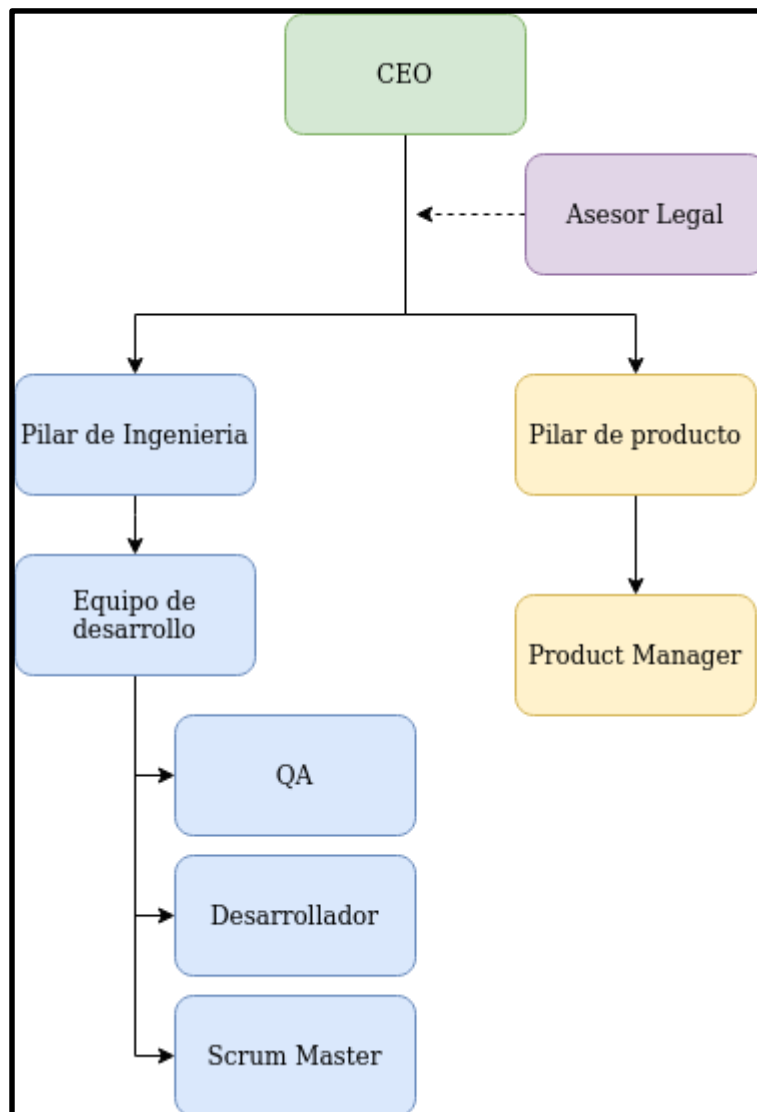 CEO
Asesor Legal
Pilar de Ingenieria
Pilar de producto
Equipo de
desarrollo
Product Manager
QA
Desarrollador
Scrum Master